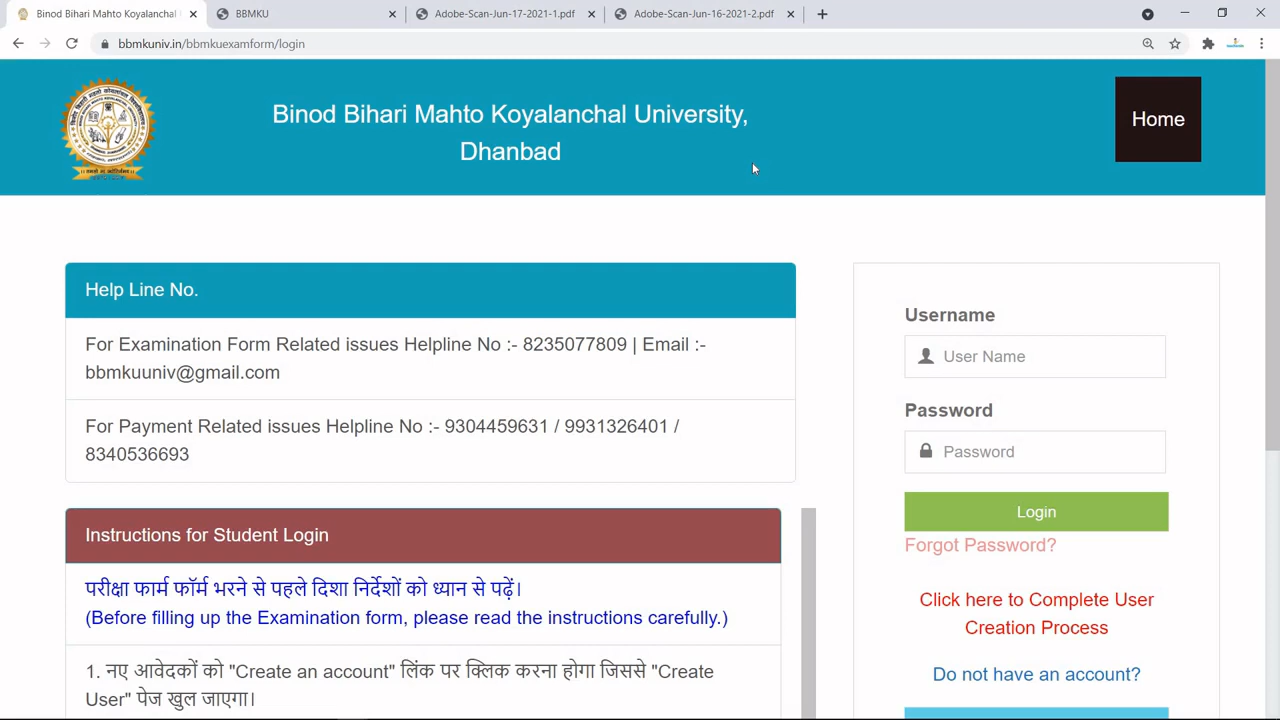 Binod Bihari Mahto Koyalanchal
BBMKU
Adobe-Scan-Jun-17-2021-1.pdf
Adobe-Scan-Jun-16-2021-2.pdf
bbmkuniv.in/bbmkuexamform/login
Binod Bihari Mahto Koyalanchal University,
Dhanbad
Home
Help Line No.
For Examination Form Related issues Helpline No :- 8235077809 | Email :-
bbmkuuniv@gmail.com
For Payment Related issues Helpline No :- 9304459631 / 9931326401 /
8340536693
Instructions for Student Login
परीक्षा फार्म फॉर्म भरने से पहले दिशा निर्देशों को ध्यान से पढ़ें।
(Before filling up the Examination form, please read the instructions carefully.)
1. नए आवेदकों को "Create an account" लिंक पर क्लिक करना होगा जिससे "Create
User" पेज खुल जाएगा।
Username
User Name
Password
Password
Login
Forgot Password?
Click here to Complete User
Creation Process
Do not have an account?